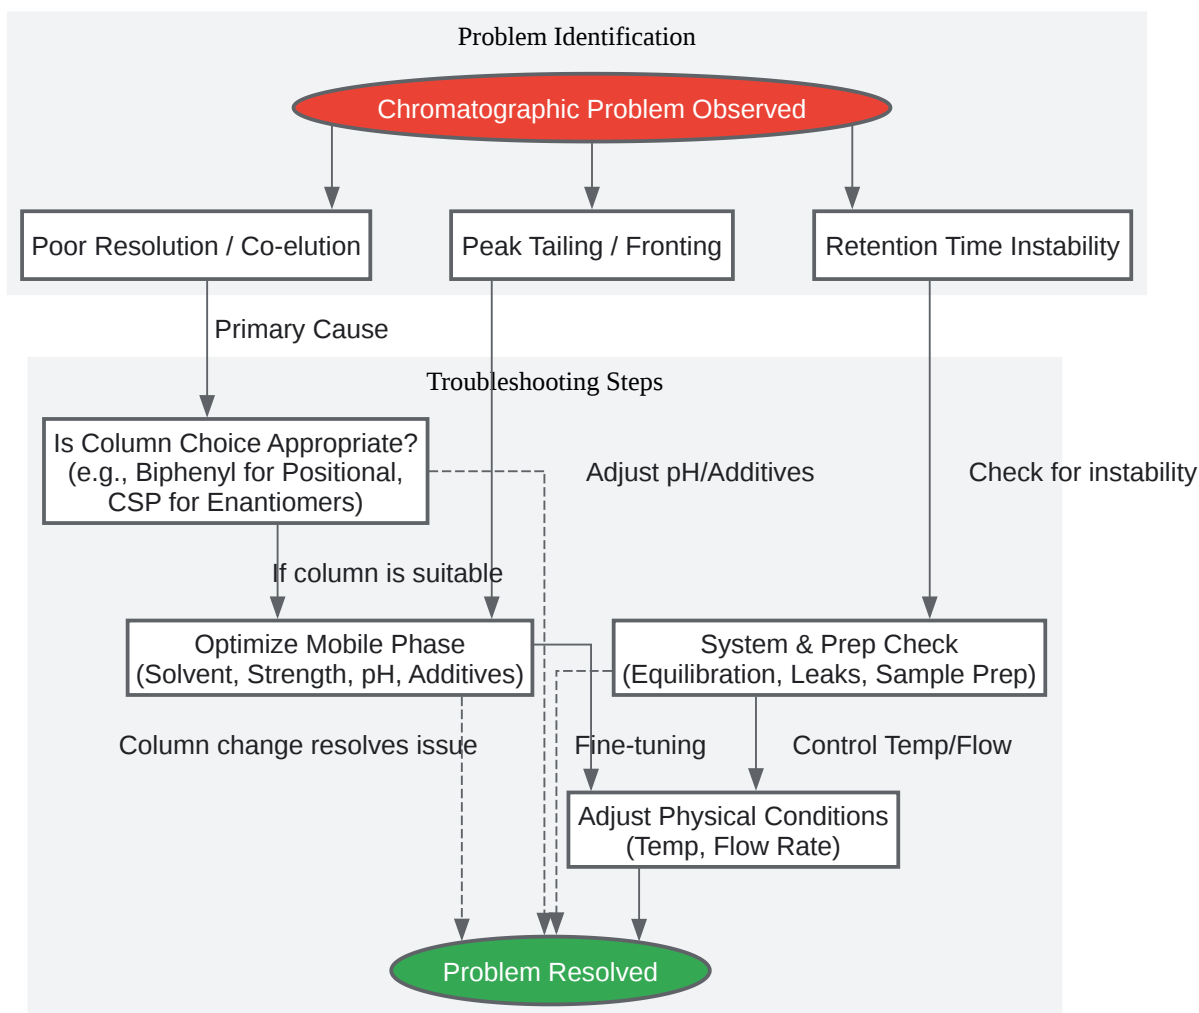 Problem Identification
Chromatographic Problem Observed
Poor Resolution / Co-elution
Peak Tailing / Fronting
Retention Time Instability
Primary Cause
Troubleshooting Steps
Is Column Choice Appropriate?
(e.g., Biphenyl for Positional,
CSP for Enantiomers)
Adjust pH/Additives
Check for instability
If column is suitable
Optimize Mobile Phase
(Solvent, Strength, pH, Additives)
System & Prep Check
(Equilibration, Leaks, Sample Prep)
Column change resolves issue
Fine-tuning
Control Temp/Flow
Adjust Physical Conditions
(Temp, Flow Rate)
Problem Resolved